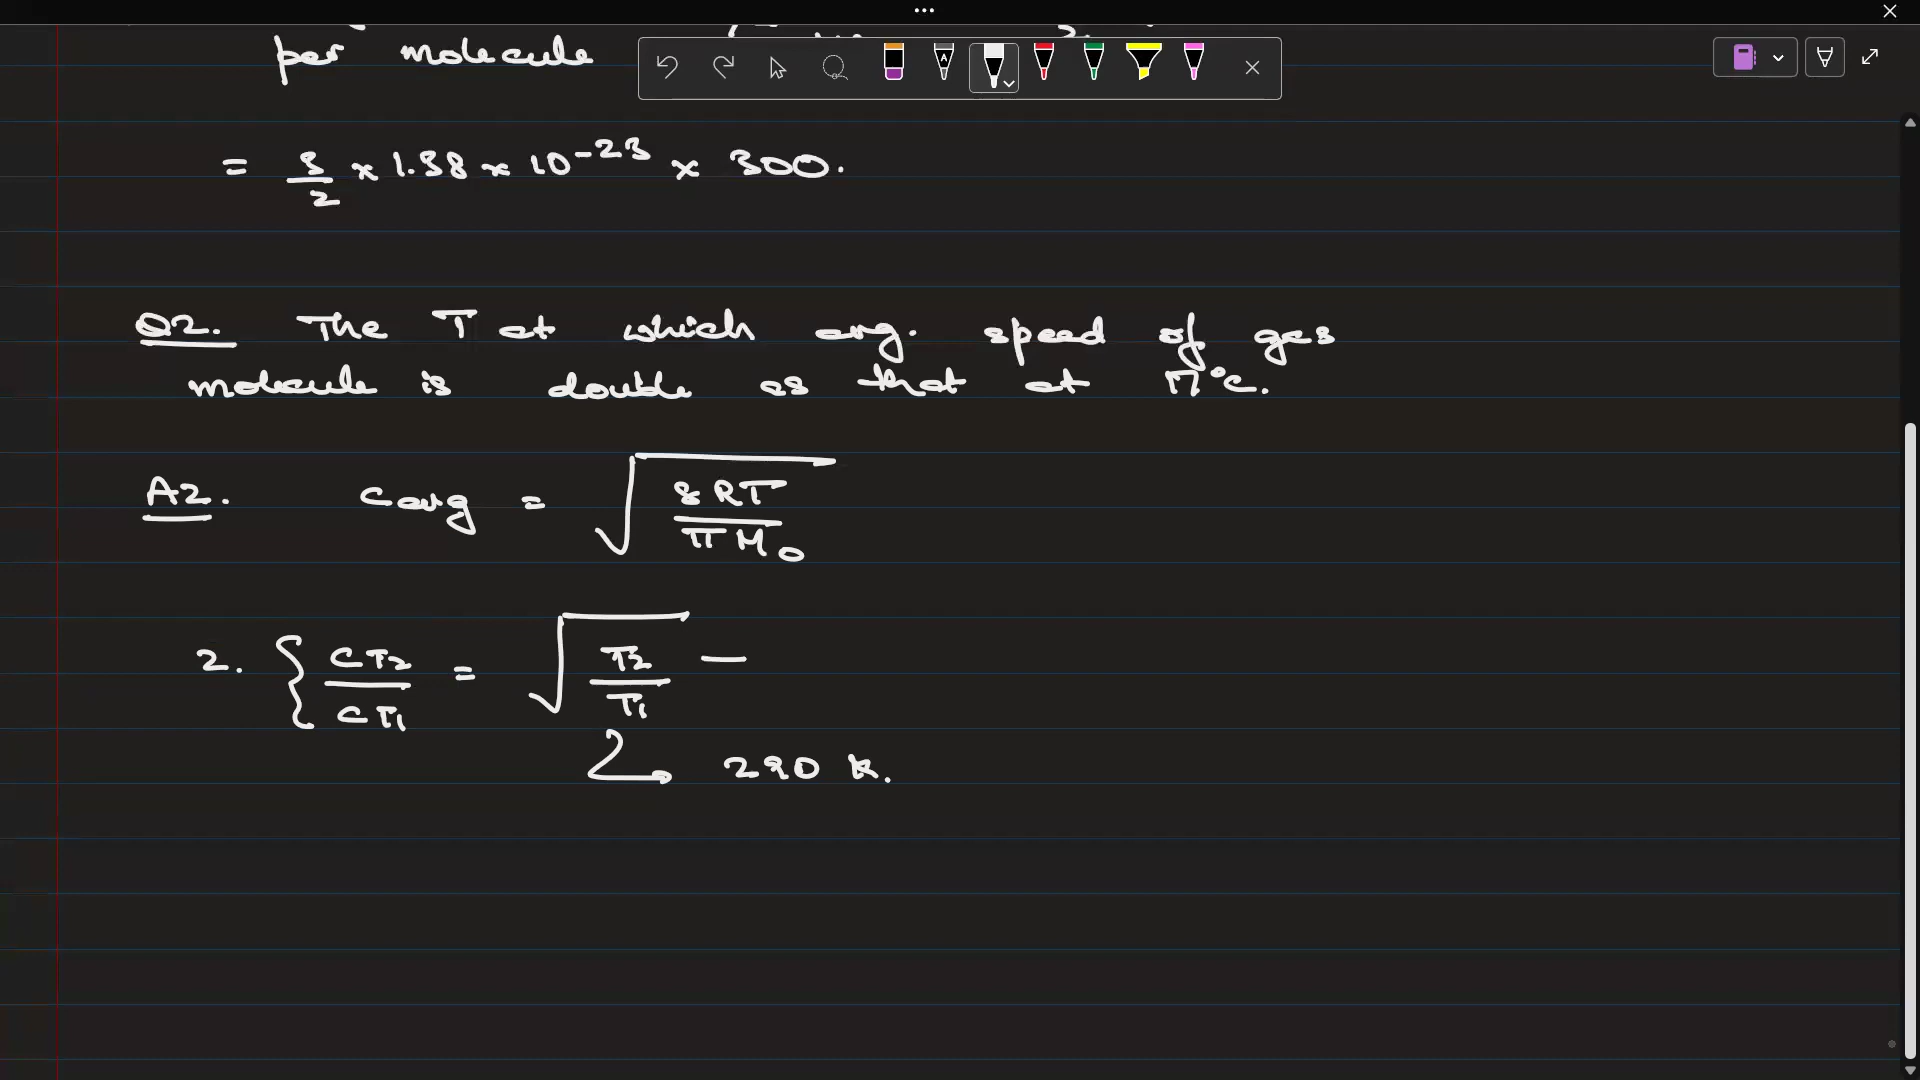 per molecule
= 3/2 x 1.38 x 10⁻²³ x 300.
Q2. The T at which avg. speed of gas
molecule is double as that at 17°C.
A2. Cavg = √(8RT/πM₀)
2. { CT₂/CT₁ = √(T₂/T₁) —
290 K.